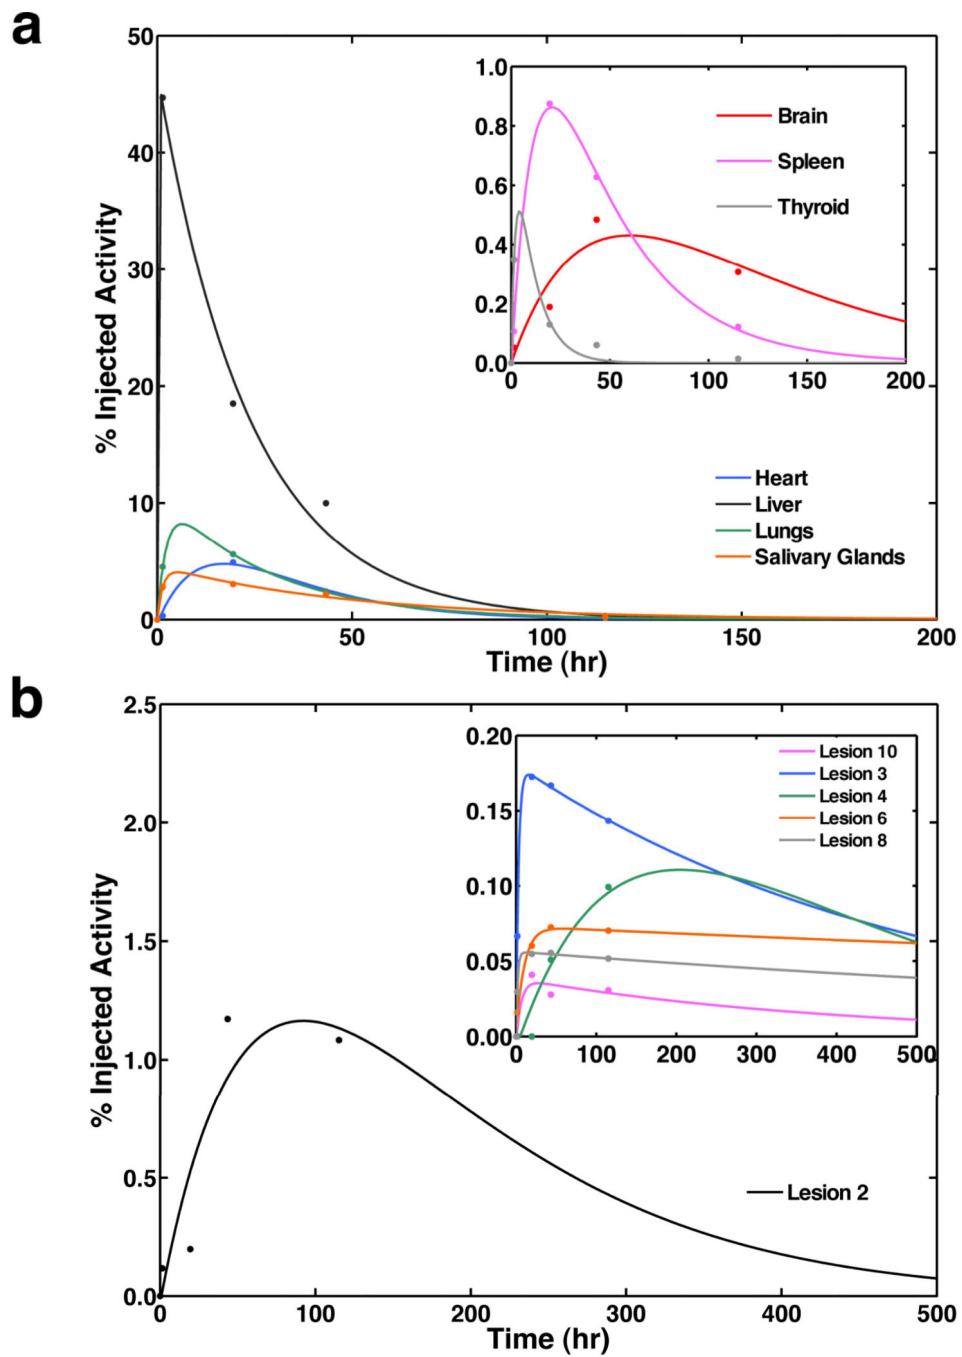 a
% Injected Activity
50
40
30
20
10
0
0 50 100 150 200
Time (hr)
1.0
0.8
0.6
0.4
0.2
0.0
0 50 100 150 200
Brain
Spleen
Thyroid
Heart
Liver
Lungs
Salivary Glands
b
% Injected Activity
2.5
2.0
1.5
1.0
0.5
0.0
0 100 200 300 400 500
Time (hr)
0.20
0.15
0.10
0.05
0.00
0 100 200 300 400 500
Lesion 10
Lesion 3
Lesion 4
Lesion 6
Lesion 8
Lesion 2